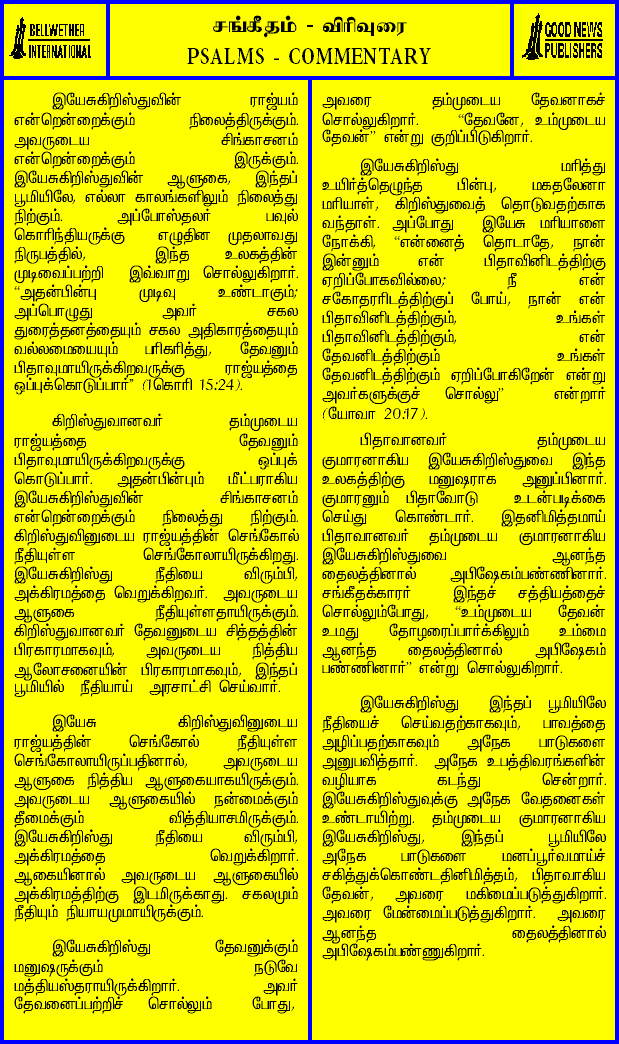 BELLWETHER
INTERNATIONAL
சங்கீதம் - விரிவுரை
PSALMS - COMMENTARY
GOOD NEWS
PUBLISHERS
இயேசுகிறிஸ்துவின் ராஜ்யம்
என்றென்றைக்கும் நிலைத்திருக்கும்.
அவருடைய சிங்காசனம்
என்றென்றைக்கும் இருக்கும்.
இயேசுகிறிஸ்துவின் ஆளுகை, இந்தப்
பூமியிலே, எல்லா காலங்களிலும் நிலைத்து
நிற்கும். அப்போஸ்தலர் பவுல்
கொரிந்தியருக்கு எழுதின முதலாவது
நிருபத்தில், இந்த உலகத்தின்
முடிவைப்பற்றி இவ்வாறு சொல்லுகிறார்.
“அதன்பின்பு முடிவு உண்டாகும்;
அப்பொழுது அவர் சகல
துரைத்தனத்தையும் சகல அதிகாரத்தையும்
வல்லமையையும் பரிகரித்து, தேவனும்
பிதாவுமாயிருக்கிறவருக்கு ராஜ்யத்தை
ஒப்புக்கொடுப்பார்” (1கொரி 15:24).
கிறிஸ்துவானவர் தம்முடைய
ராஜ்யத்தை தேவனும்
பிதாவுமாயிருக்கிறவருக்கு ஒப்புக்
கொடுப்பார். அதன்பின்பும் மீட்பராகிய
இயேசுகிறிஸ்துவின் சிங்காசனம்
என்றென்றைக்கும் நிலைத்து நிற்கும்.
கிறிஸ்துவினுடைய ராஜ்யத்தின் செங்கோல்
நீதியுள்ள செங்கோலாயிருக்கிறது.
இயேசுகிறிஸ்து நீதியை விரும்பி,
அக்கிரமத்தை வெறுக்கிறவர். அவருடைய
ஆளுகை நீதியுள்ளதாயிருக்கும்.
கிறிஸ்துவானவர் தேவனுடைய சித்தத்தின்
பிரகாரமாகவும், அவருடைய நித்திய
ஆலோசனையின் பிரகாரமாகவும், இந்தப்
பூமியில் நீதியாய் அரசாட்சி செய்வார்.
இயேசு கிறிஸ்துவினுடைய
ராஜ்யத்தின் செங்கோல் நீதியுள்ள
செங்கோலாயிருப்பதினால், அவருடைய
ஆளுகை நித்திய ஆளுகையாகயிருக்கும்.
அவருடைய ஆளுகையில் நன்மைக்கும்
தீமைக்கும் வித்தியாசமிருக்கும்.
இயேசுகிறிஸ்து நீதியை விரும்பி,
அக்கிரமத்தை வெறுக்கிறார்.
ஆகையினால் அவருடைய ஆளுகையில்
அக்கிரமத்திற்கு இடமிருக்காது. சகலமும்
நீதியும் நியாயமுமாயிருக்கும்.
இயேசுகிறிஸ்து தேவனுக்கும்
மனுஷருக்கும் நடுவே
மத்தியஸ்தராயிருக்கிறார். அவர்
தேவனைப்பற்றிச் சொல்லும் போது,
அவரை தம்முடைய தேவனாகச்
சொல்லுகிறார். “தேவனே, உம்முடைய
தேவன்” என்று குறிப்பிடுகிறார்.
இயேசுகிறிஸ்து மரித்து
உயிர்த்தெழுந்த பின்பு, மகதலேனா
மரியாள், கிறிஸ்துவைத் தொடுவதற்காக
வந்தாள். அப்போது இயேசு மரியாளை
நோக்கி, “என்னைத் தொடாதே, நான்
இன்னும் என் பிதாவினிடத்திற்கு
ஏறிப்போகவில்லை; நீ என்
சகோதரரிடத்திற்குப் போய், நான் என்
பிதாவினிடத்திற்கும், உங்கள்
பிதாவினிடத்திற்கும், என்
தேவனிடத்திற்கும் உங்கள்
தேவனிடத்திற்கும் ஏறிப்போகிறேன் என்று
அவர்களுக்குச் சொல்லு” என்றார்
(யோவா 20:17).
பிதாவானவர் தம்முடைய
குமாரனாகிய இயேசுகிறிஸ்துவை இந்த
உலகத்திற்கு மனுஷராக அனுப்பினார்.
குமாரனும் பிதாவோடு உடன்படிக்கை
செய்து கொண்டார். இதனிமித்தமாய்
பிதாவானவர் தம்முடைய குமாரனாகிய
இயேசுகிறிஸ்துவை ஆனந்த
தைலத்தினால் அபிஷேகம்பண்ணினார்.
சங்கீதக்காரர் இந்தச் சத்தியத்தைச்
சொல்லும்போது, “உம்முடைய தேவன்
உமது தோழரைப்பார்க்கிலும் உம்மை
ஆனந்த தைலத்தினால் அபிஷேகம்
பண்ணினார்” என்று சொல்லுகிறார்.
இயேசுகிறிஸ்து இந்தப் பூமியிலே
நீதியைச் செய்வதற்காகவும், பாவத்தை
அழிப்பதற்காகவும் அநேக பாடுகளை
அனுபவித்தார். அநேக உபத்திவரங்களின்
வழியாக கடந்து சென்றார்.
இயேசுகிறிஸ்துவுக்கு அநேக வேதனைகள்
உண்டாயிற்று. தம்முடைய குமாரனாகிய
இயேசுகிறிஸ்து, இந்தப் பூமியிலே
அநேக பாடுகளை மனப்பூர்வமாய்ச்
சகித்துக்கொண்டதினிமித்தம், பிதாவாகிய
தேவன், அவரை மகிமைப்படுத்துகிறார்.
அவரை மேன்மைப்படுத்துகிறார். அவரை
ஆனந்த தைலத்தினால்
அபிஷேகம்பண்ணுகிறார்.